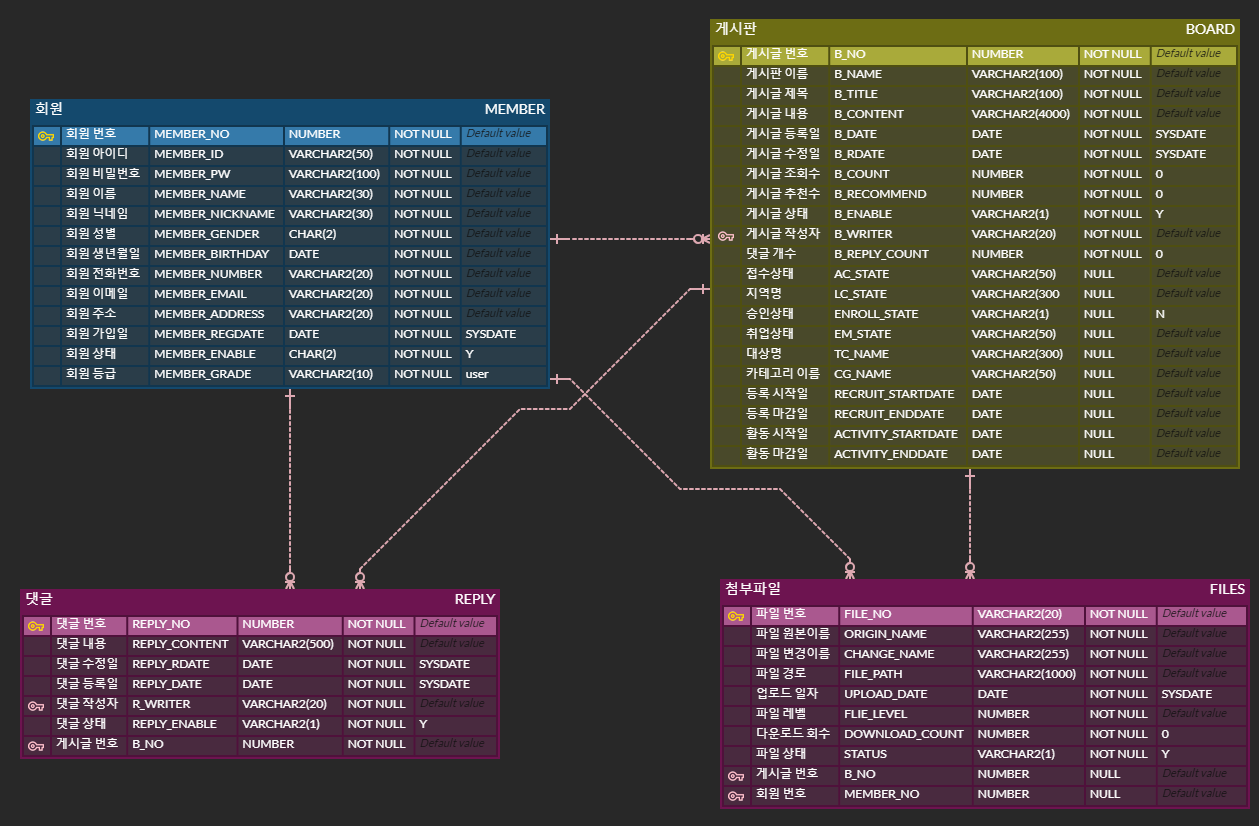 회원 MEMBER
회원 번호 MEMBER_NO NUMBER NOT NULL Default value
회원 아이디 MEMBER_ID VARCHAR2(50) NOT NULL Default value
회원 비밀번호 MEMBER_PW VARCHAR2(100) NOT NULL Default value
회원 이름 MEMBER_NAME VARCHAR2(30) NOT NULL Default value
회원 닉네임 MEMBER_NICKNAME VARCHAR2(30) NOT NULL Default value
회원 성별 MEMBER_GENDER CHAR(2) NOT NULL Default value
회원 생년월일 MEMBER_BIRTHDAY DATE NOT NULL Default value
회원 전화번호 MEMBER_NUMBER VARCHAR2(20) NOT NULL Default value
회원 이메일 MEMBER_EMAIL VARCHAR2(20) NOT NULL Default value
회원 주소 MEMBER_ADDRESS VARCHAR2(20) NOT NULL Default value
회원 가입일 MEMBER_REGDATE DATE NOT NULL SYSDATE
회원 상태 MEMBER_ENABLE CHAR(2) NOT NULL Y
회원 등급 MEMBER_GRADE VARCHAR2(10) NOT NULL user
게시판 BOARD
게시글 번호 B_NO NUMBER NOT NULL Default value
게시판 이름 B_NAME VARCHAR2(100) NOT NULL Default value
게시글 제목 B_TITLE VARCHAR2(100) NOT NULL Default value
게시글 내용 B_CONTENT VARCHAR2(4000) NOT NULL Default value
게시글 등록일 B_DATE DATE NOT NULL SYSDATE
게시글 수정일 B_RDATE DATE NOT NULL SYSDATE
게시글 조회수 B_COUNT NUMBER NOT NULL 0
게시글 추천수 B_RECOMMEND NUMBER NOT NULL 0
게시글 상태 B_ENABLE VARCHAR2(1) NOT NULL Y
게시글 작성자 B_WRITER VARCHAR2(20) NOT NULL Default value
댓글 개수 B_REPLY_COUNT NUMBER NOT NULL 0
접수상태 AC_STATE VARCHAR2(50) NULL Default value
지역명 LC_STATE VARCHAR2(300 NULL Default value
승인상태 ENROLL_STATE VARCHAR2(1) NULL N
취업상태 EM_STATE VARCHAR2(50) NULL Default value
대상명 TC_NAME VARCHAR2(300) NULL Default value
카테고리 이름 CG_NAME VARCHAR2(50) NULL Default value
등록 시작일 RECRUIT_STARTDATE DATE NULL Default value
등록 마감일 RECRUIT_ENDDATE DATE NULL Default value
활동 시작일 ACTIVITY_STARTDATE DATE NULL Default value
활동 마감일 ACTIVITY_ENDDATE DATE NULL Default value
댓글 REPLY
댓글 번호 REPLY_NO NUMBER NOT NULL Default value
댓글 내용 REPLY_CONTENT VARCHAR2(500) NOT NULL Default value
댓글 수정일 REPLY_RDATE DATE NOT NULL SYSDATE
댓글 등록일 REPLY_DATE DATE NOT NULL SYSDATE
댓글 작성자 R_WRITER VARCHAR2(20) NOT NULL Default value
댓글 상태 REPLY_ENABLE VARCHAR2(1) NOT NULL Y
게시글 번호 B_NO NUMBER NOT NULL Default value
첨부파일 FILES
파일 번호 FILE_NO VARCHAR2(20) NOT NULL Default value
파일 원본이름 ORIGIN_NAME VARCHAR2(255) NOT NULL Default value
파일 변경이름 CHANGE_NAME VARCHAR2(255) NOT NULL Default value
파일 경로 FILE_PATH VARCHAR2(1000) NOT NULL Default value
업로드 일자 UPLOAD_DATE DATE NOT NULL SYSDATE
파일 레벨 FLIE_LEVEL NUMBER NOT NULL Default value
다운로드 회수 DOWNLOAD_COUNT NUMBER NOT NULL 0
파일 상태 STATUS VARCHAR2(1) NOT NULL Y
게시글 번호 B_NO NUMBER NULL Default value
회원 번호 MEMBER_NO NUMBER NULL Default value